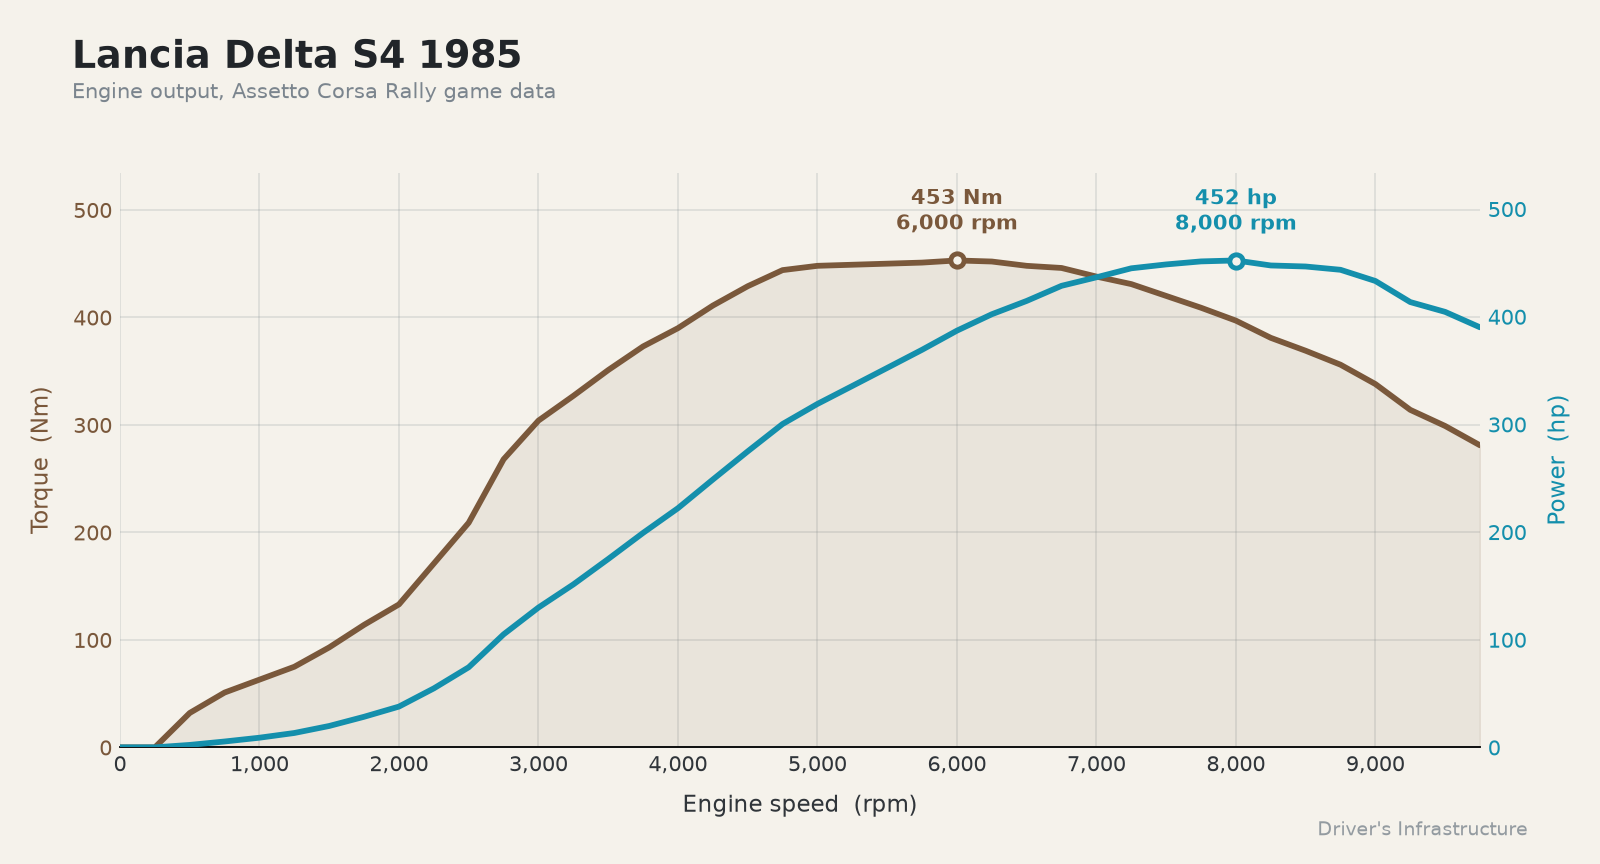 Lancia Delta S4 1985
Engine output, Assetto Corsa Rally game data
453 Nm
6,000 rpm
452 hp
8,000 rpm
Torque (Nm)
500
400
300
200
100
0
Power (hp)
500
400
300
200
100
0
0 1,000 2,000 3,000 4,000 5,000 6,000 7,000 8,000 9,000
Engine speed (rpm)
Driver's Infrastructure